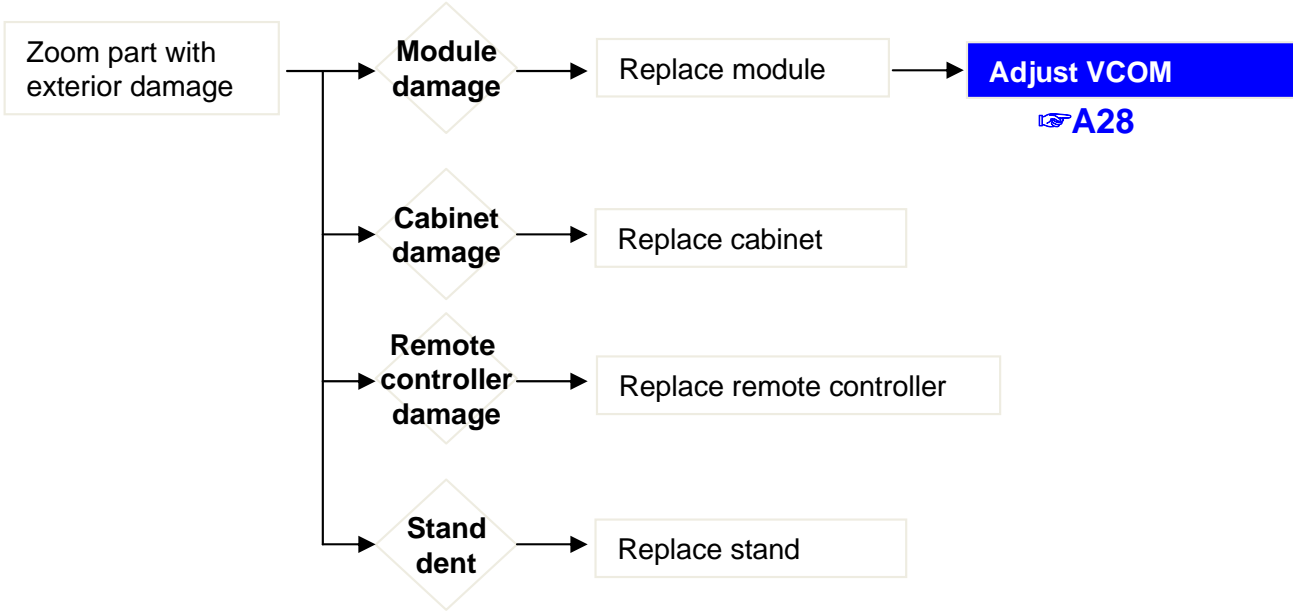 Zoom part with
exterior damage
Module
damage
Replace module
Adjust VCOM
☞A28
Cabinet
damage
Replace cabinet
Remote
controller
damage
Replace remote controller
Stand
dent
Replace stand